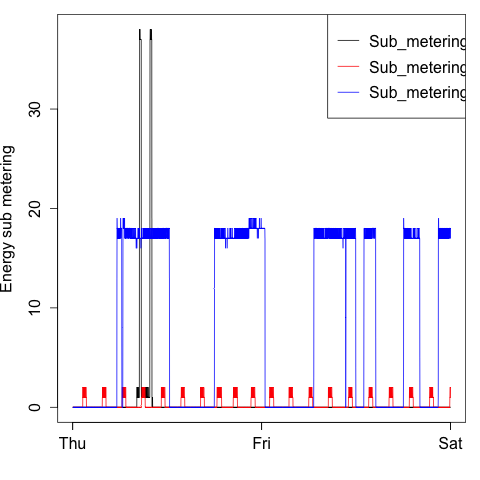 Sub_metering
Sub_metering
Sub_metering
Energy sub metering
0
10
20
30
Thu
Fri
Sat